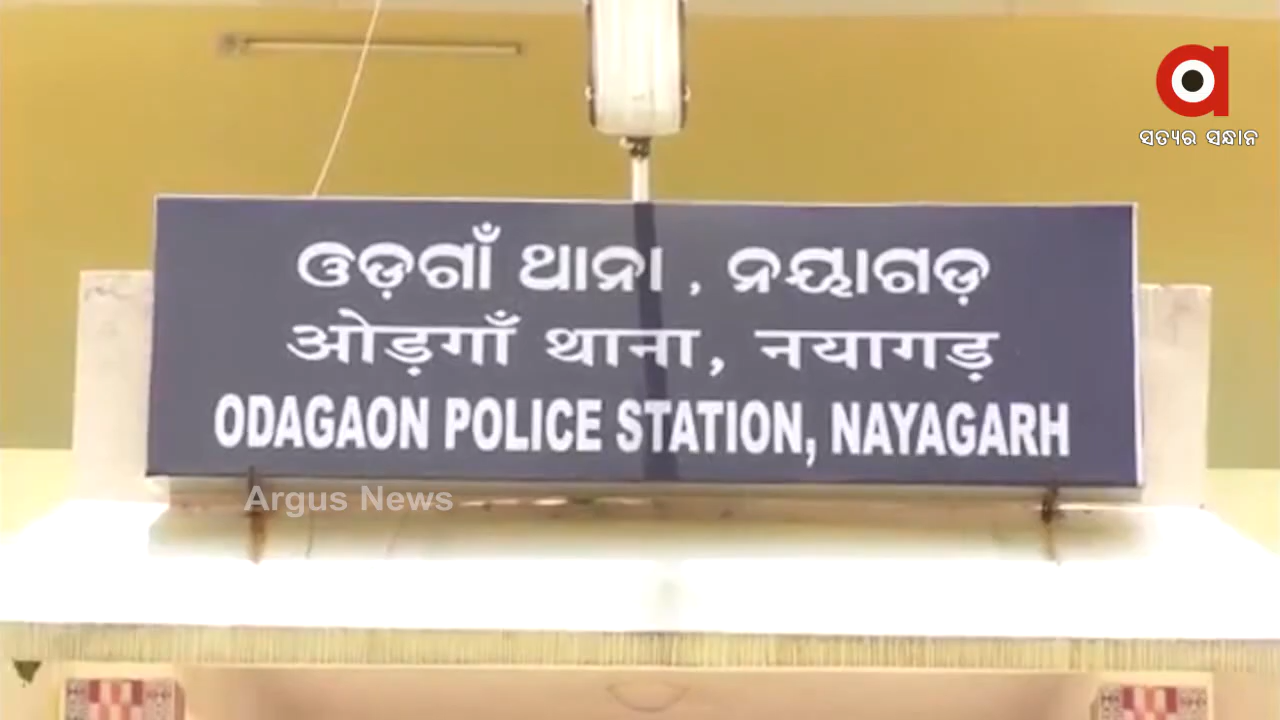 ସତ୍ୟର ସନ୍ଧାନ
ଓଡ଼ଗାଁ ଥାନା , ନୟାଗଡ଼
ओड़गाँ थाना, नयागड़
ODAGAON POLICE STATION, NAYAGARH
Argus News